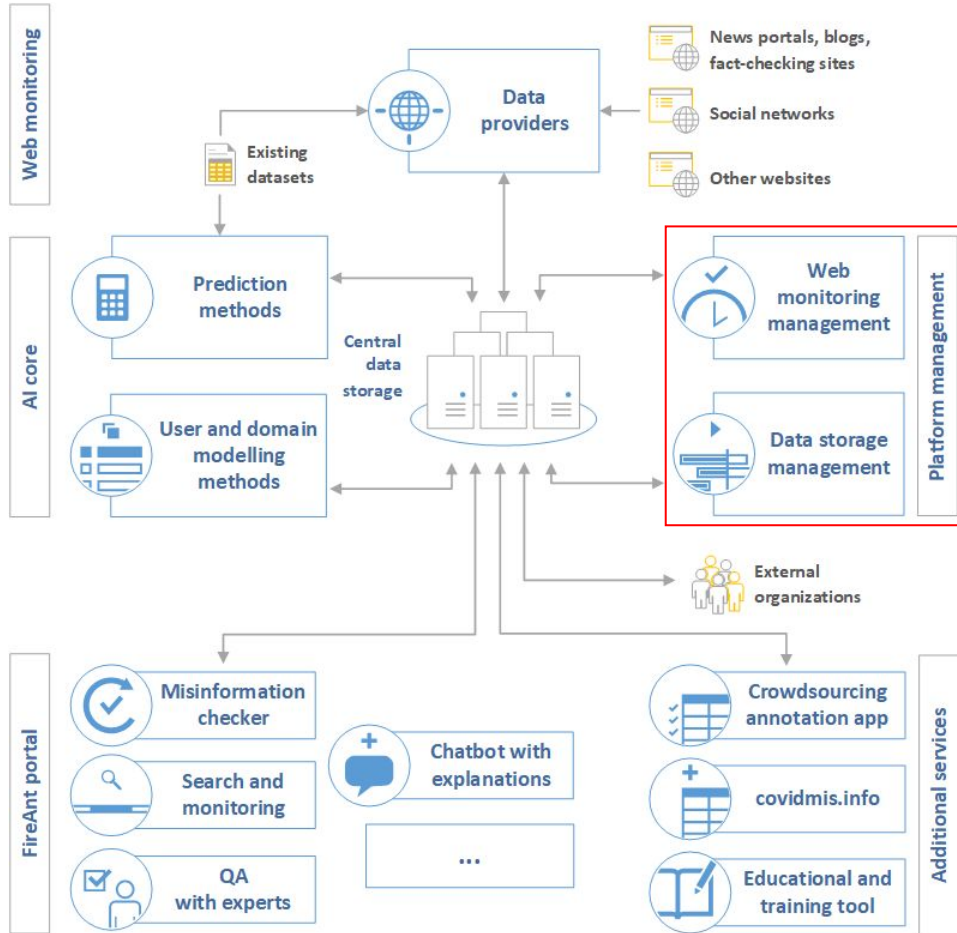 Web monitoring
Data
providers
News portals, blogs,
fact-checking sites
Social networks
Other websites
Existing
datasets
AI core
Prediction
methods
User and domain
modelling
methods
Central
data
storage
Web
monitoring
management
Data storage
management
Platform management
External
organizations
FireAnt portal
Misinformation
checker
Search and
monitoring
QA
with experts
Chatbot with
explanations
...
Crowdsourcing
annotation app
covidmis.info
Educational and
training tool
Additional services